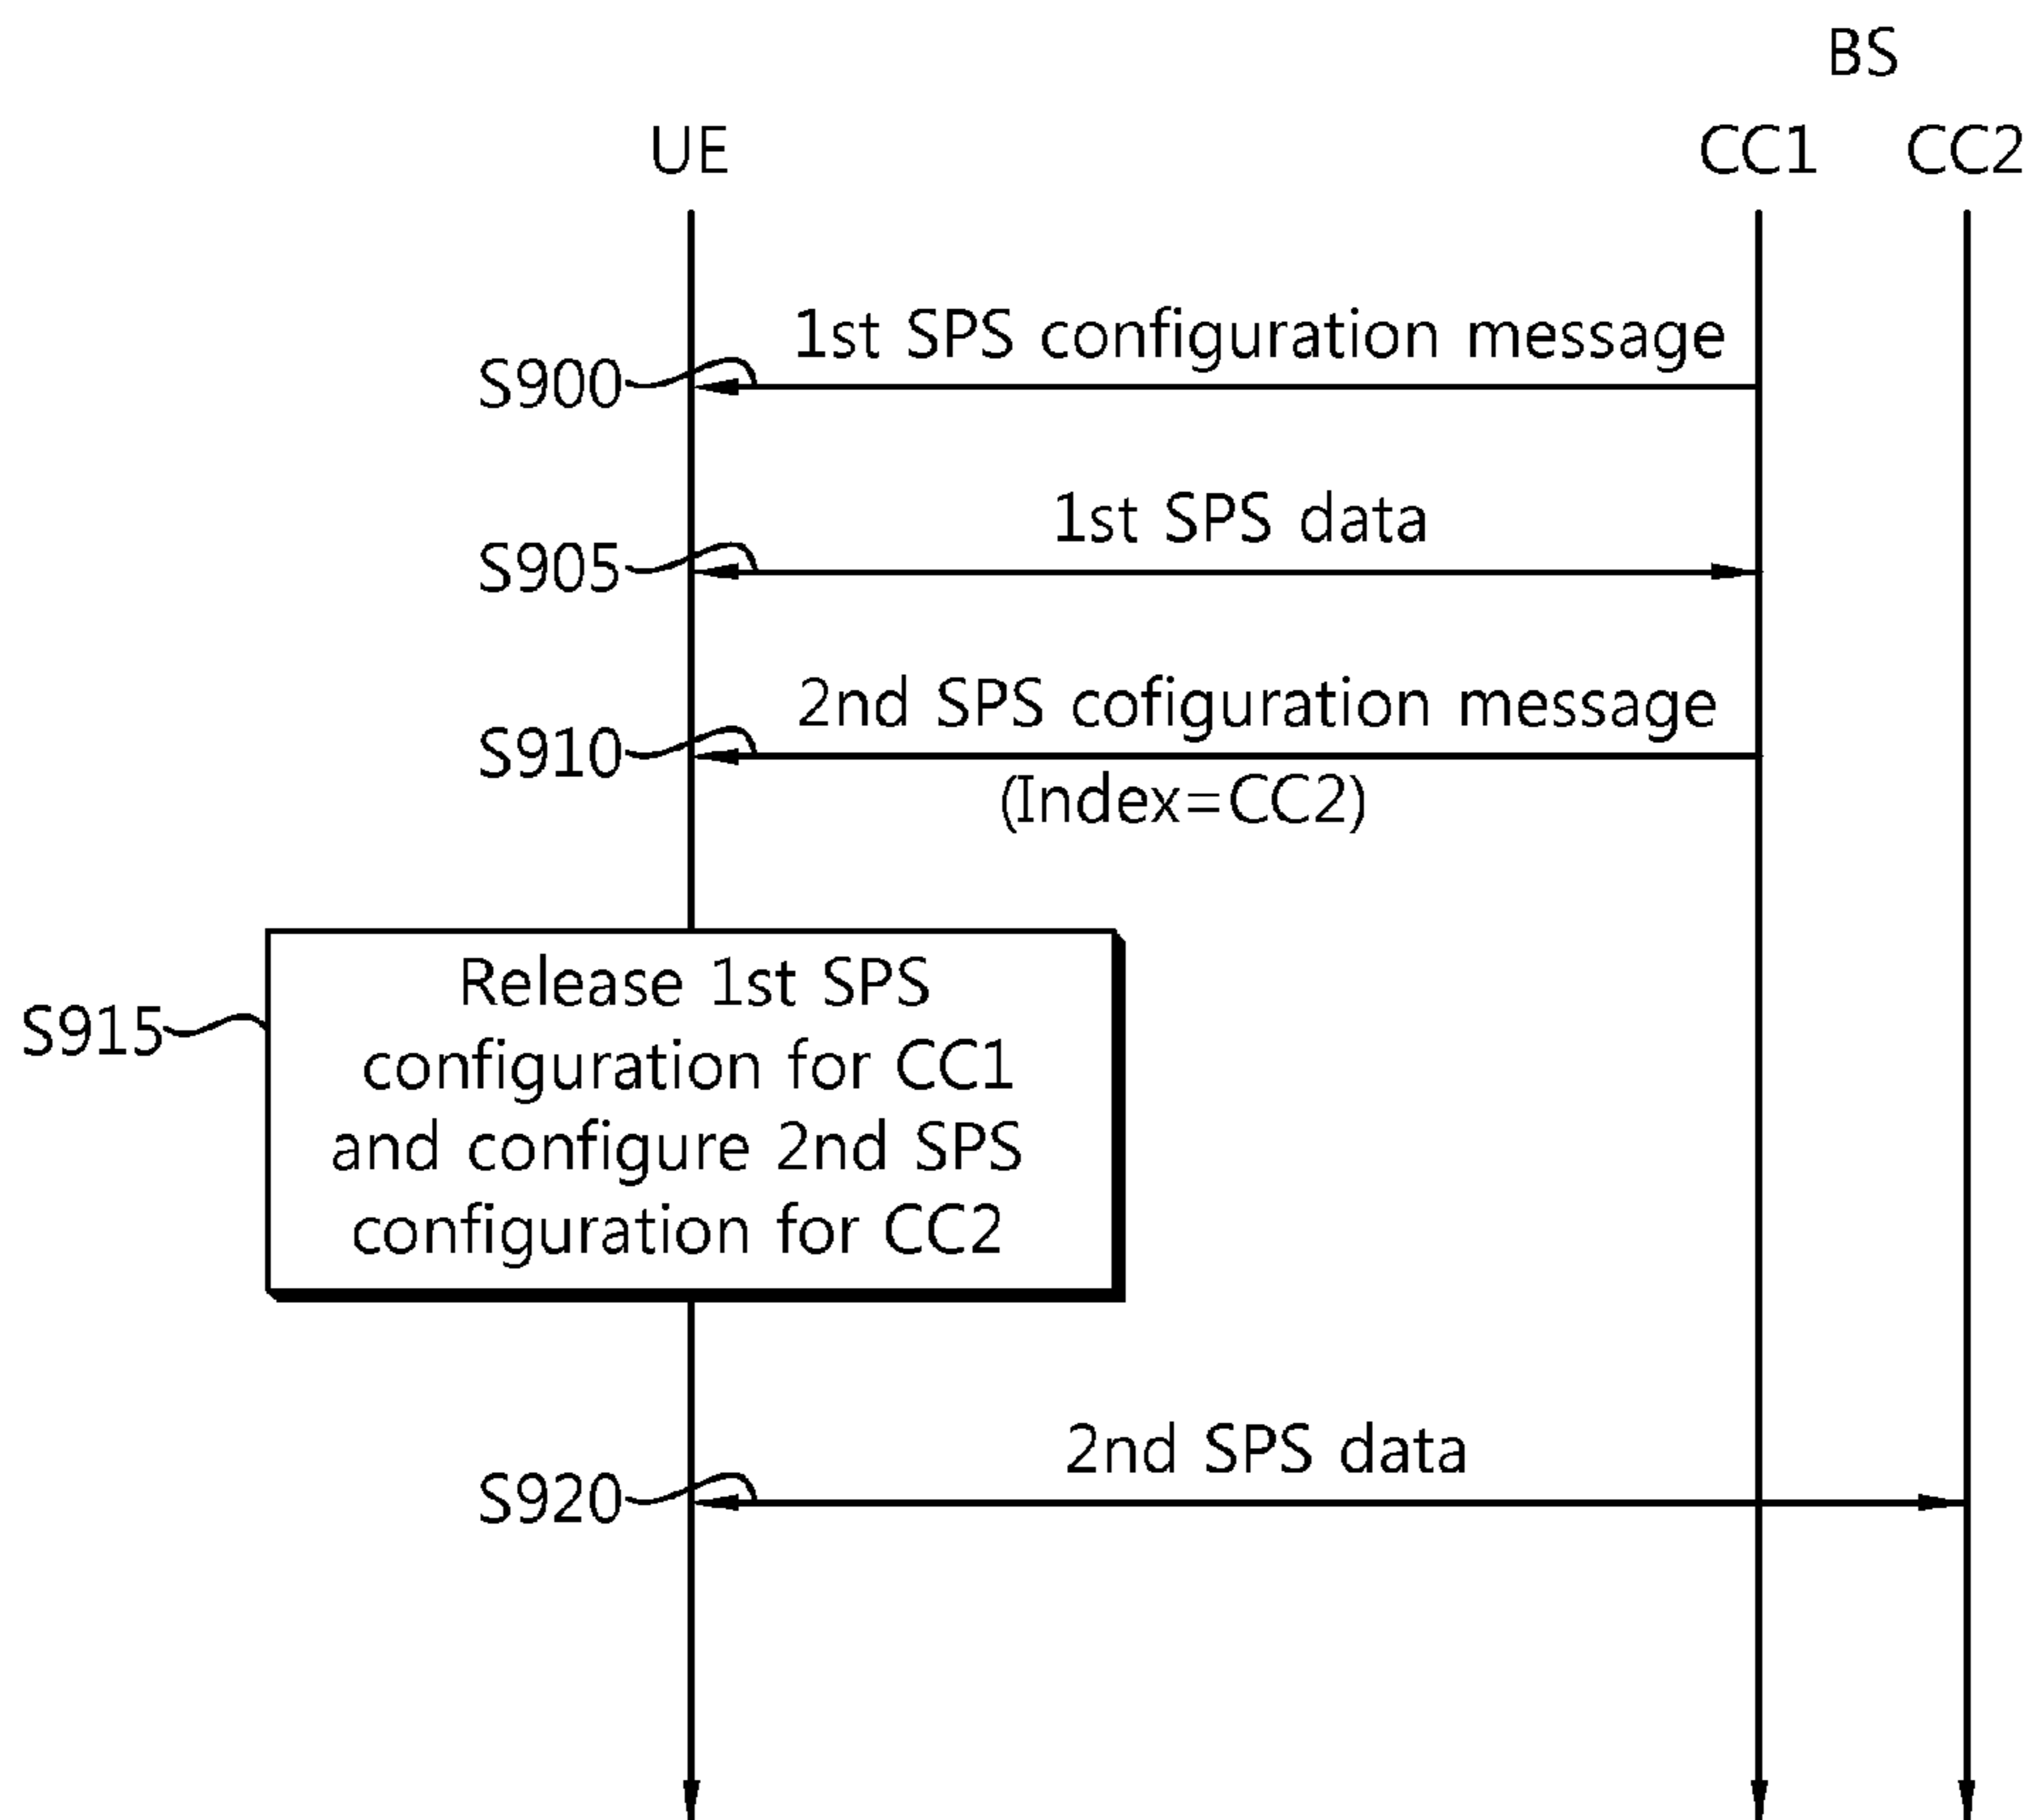 BS
UE
CC1
CC2
1st SPS configuration message
S900
1st SPS data
S905
2nd SPS cofiguration message
S910
(Index=CC2)
Release 1st SPS
configuration for CC1
and configure 2nd SPS
configuration for CC2
S915
2nd SPS data
S920